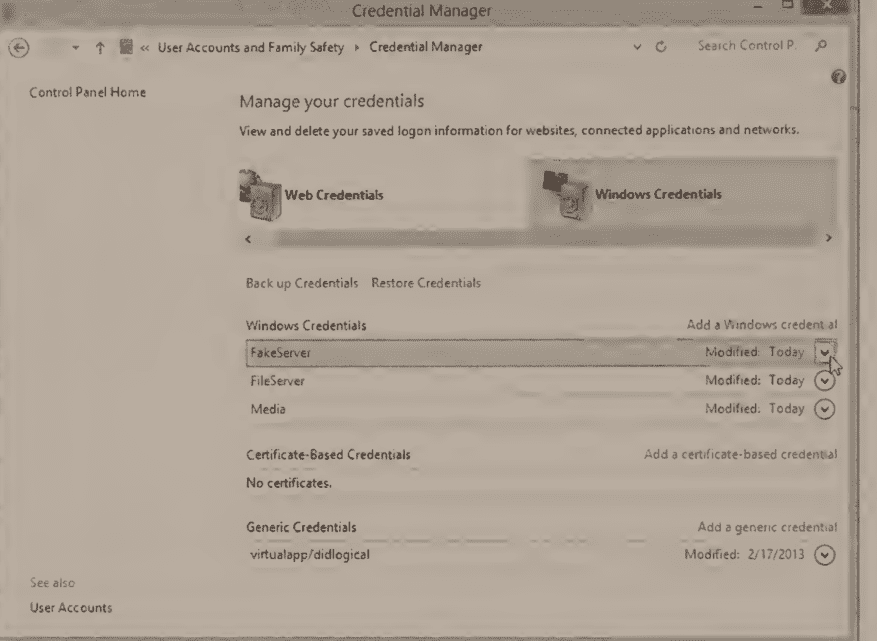 Credential Manager
« User Accounts and Family Safety ▸ Credential Manager Search Control P.
Control Panel Home
Manage your credentials
View and delete your saved logon information for websites, connected applications and networks.
Web Credentials Windows Credentials
Back up Credentials Restore Credentials
Windows Credentials Add a Windows credential
FakeServer Modified: Today
FileServer Modified: Today
Media Modified: Today
Certificate-Based Credentials Add a certificate-based credential
No certificates.
Generic Credentials Add a generic credential
virtualapp/didlogical Modified: 2/17/2013
See also
User Accounts